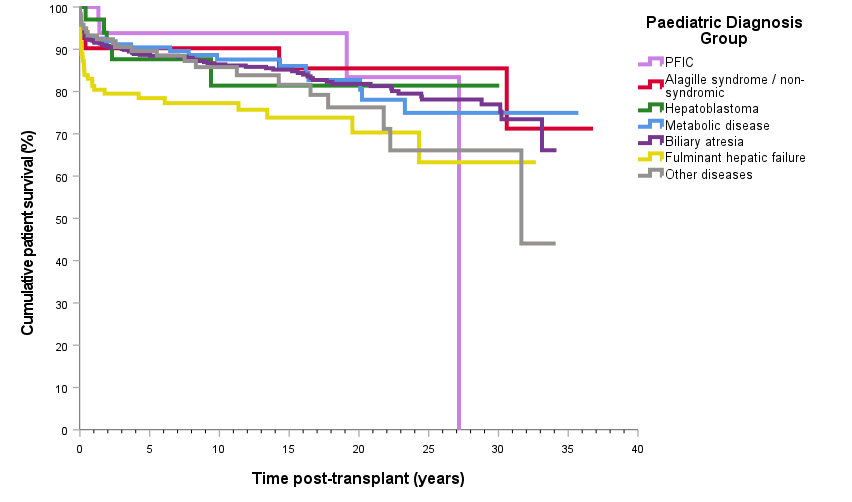 Paediatric Diagnosis
Group
PFIC
Alagille syndrome / non-
syndromic
Hepatoblastoma
Metabolic disease
Biliary atresia
Fulminant hepatic failure
Other diseases
Cumulative patient survival (%)
100
90
80
70
60
50
40
30
20
10
0
0 5 10 15 20 25 30 35 40
Time post-transplant (years)